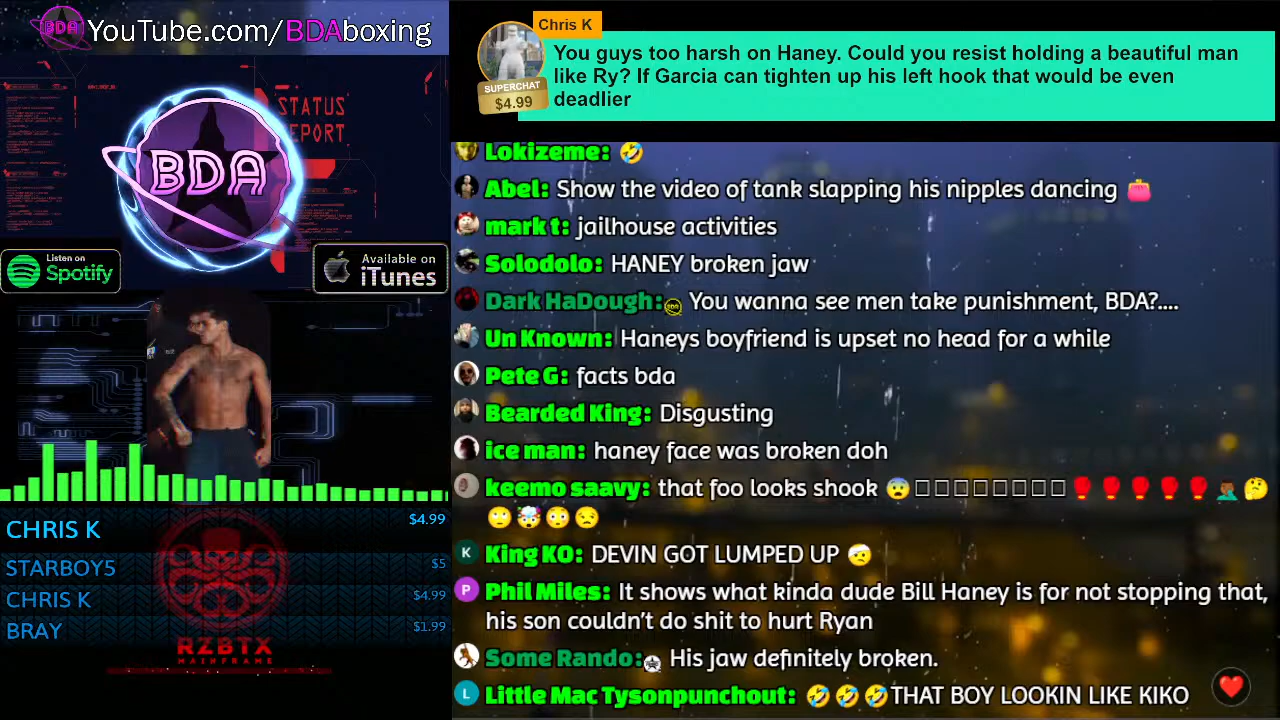 YouTube.com/BDAboxing
STATUS
REPORT
BDA
BDA
Listen on
Spotify
Available on
iTunes
CHRIS K $4.99
STARBOY5 $5
CHRIS K $4.99
BRAY $1.99
RZBTX
MAINFRAME
Chris K
SUPERCHAT
$4.99
You guys too harsh on Haney. Could you resist holding a beautiful man
like Ry? If Garcia can tighten up his left hook that would be even
deadlier
Lokizeme: 🤣
Abel: Show the video of tank slapping his nipples dancing 👛
mark t: jailhouse activities
Solodolo: HANEY broken jaw
Dark HaDough: You wanna see men take punishment, BDA?....
Un Known: Haneys boyfriend is upset no head for a while
Pete G: facts bda
Bearded King: Disgusting
ice man: haney face was broken doh
keemo saavy: that foo looks shook 😨□□□□□□□□🥊🥊🥊🥊🥊🤦🏾‍♂️🤔
🙄🤯😳😒
K King KO: DEVIN GOT LUMPED UP 🤕
P Phil Miles: It shows what kinda dude Bill Haney is for not stopping that,
his son couldn't do shit to hurt Ryan
Some Rando: His jaw definitely broken.
L Little Mac Tysonpunchout: 🤣🤣🤣THAT BOY LOOKIN LIKE KIKO